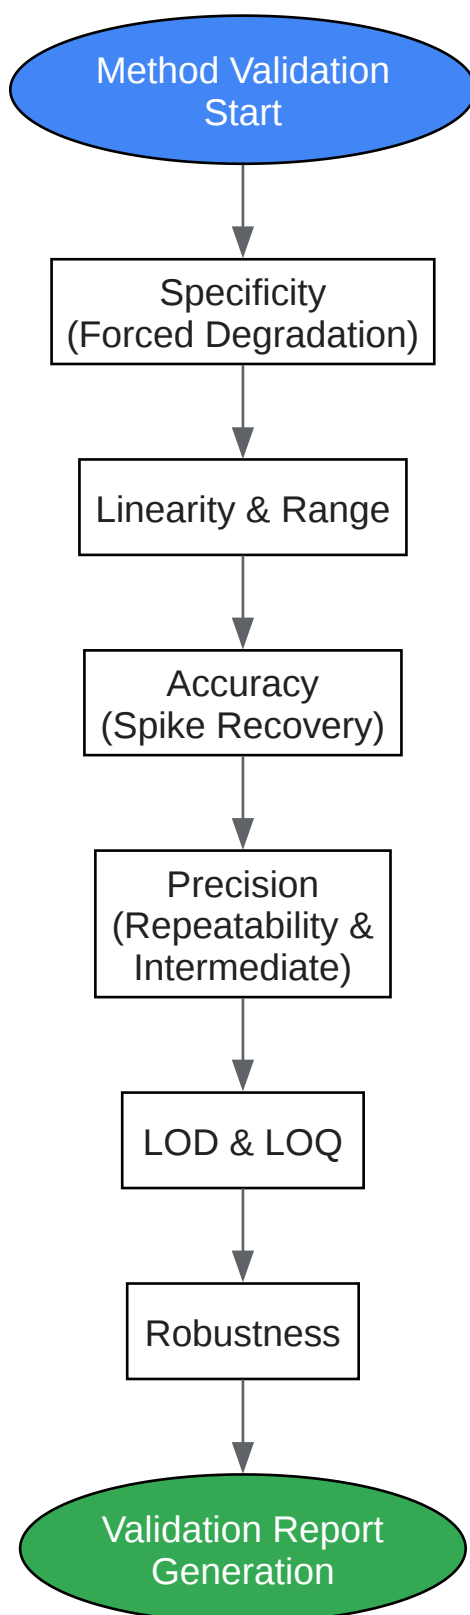 Method Validation
Start
Specificity
(Forced Degradation)
Linearity & Range
Accuracy
(Spike Recovery)
Precision
(Repeatability &
Intermediate)
LOD & LOQ
Robustness
Validation Report
Generation